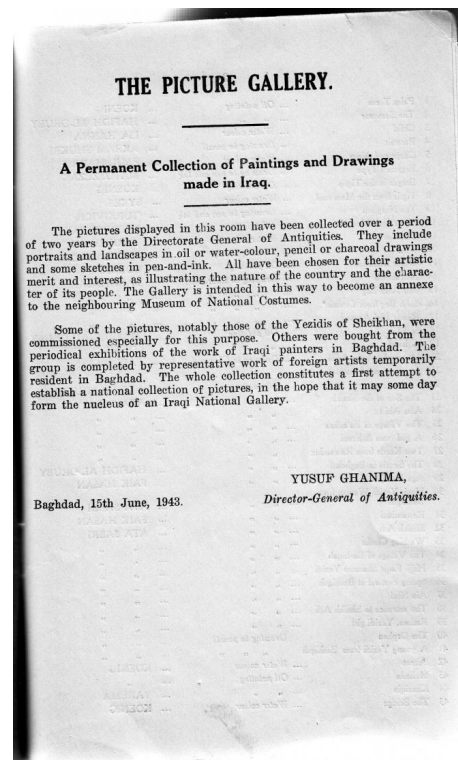 THE PICTURE GALLERY.
A Permanent Collection of Paintings and Drawings
made in Iraq.
The pictures displayed in this room have been collected over a period
of two years by the Directorate General of Antiquities. They include
portraits and landscapes in oil or water-colour, pencil or charcoal drawings
and some sketches in pen-and-ink. All have been chosen for their artistic
merit and interest, as illustrating the nature of the country and the charac-
ter of its people. The Gallery is intended in this way to become an annexe
to the neighbouring Museum of National Costumes.
Some of the pictures, notably those of the Yezidis of Sheikhan, were
commissioned especially for this purpose. Others were bought from the
periodical exhibitions of the work of Iraqi painters in Baghdad. The
group is completed by representative work of foreign artists temporarily
resident in Baghdad. The whole collection constitutes a first attempt to
establish a national collection of pictures, in the hope that it may some day
form the nucleus of an Iraqi National Gallery.
YUSUF GHANIMA,
Baghdad, 15th June, 1943. Director-General of Antiquities.